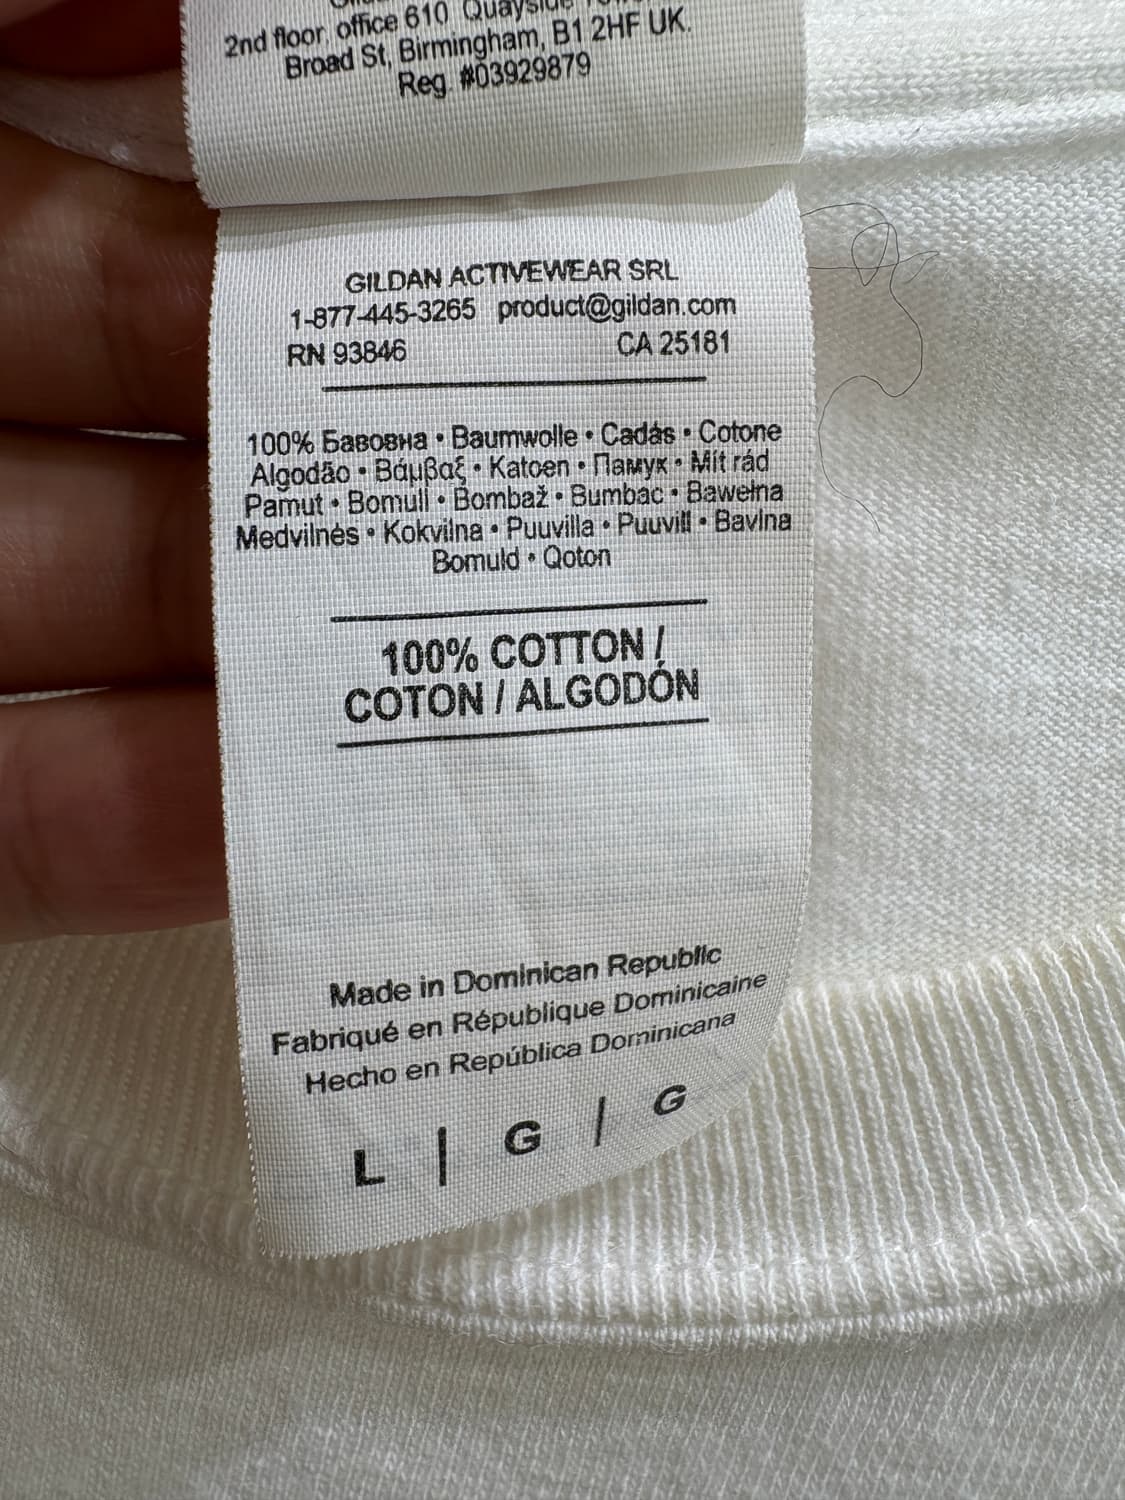 2nd floor, office 610 Quayside
Broad St, Birmingham, B1 2HF UK.
Reg. #03929879
GILDAN ACTIVEWEAR SRL
1-877-445-3265 product@gildan.com
RN 93846 CA 25181
100% Бавовна • Baumwolle • Cadás • Cotone
Algodão • Βάμβαξ • Katoen • Памук • Mít rád
Pamut • Bomull • Bombaž • Bumbac • Bawełna
Medvilnės • Kokvilna • Puuvilla • Puuvill • Bavlna
Bomuld • Qoton
100% COTTON /
COTON / ALGODÓN
Made in Dominican Republic
Fabriqué en République Dominicaine
Hecho en República Dominicana
L | G | G